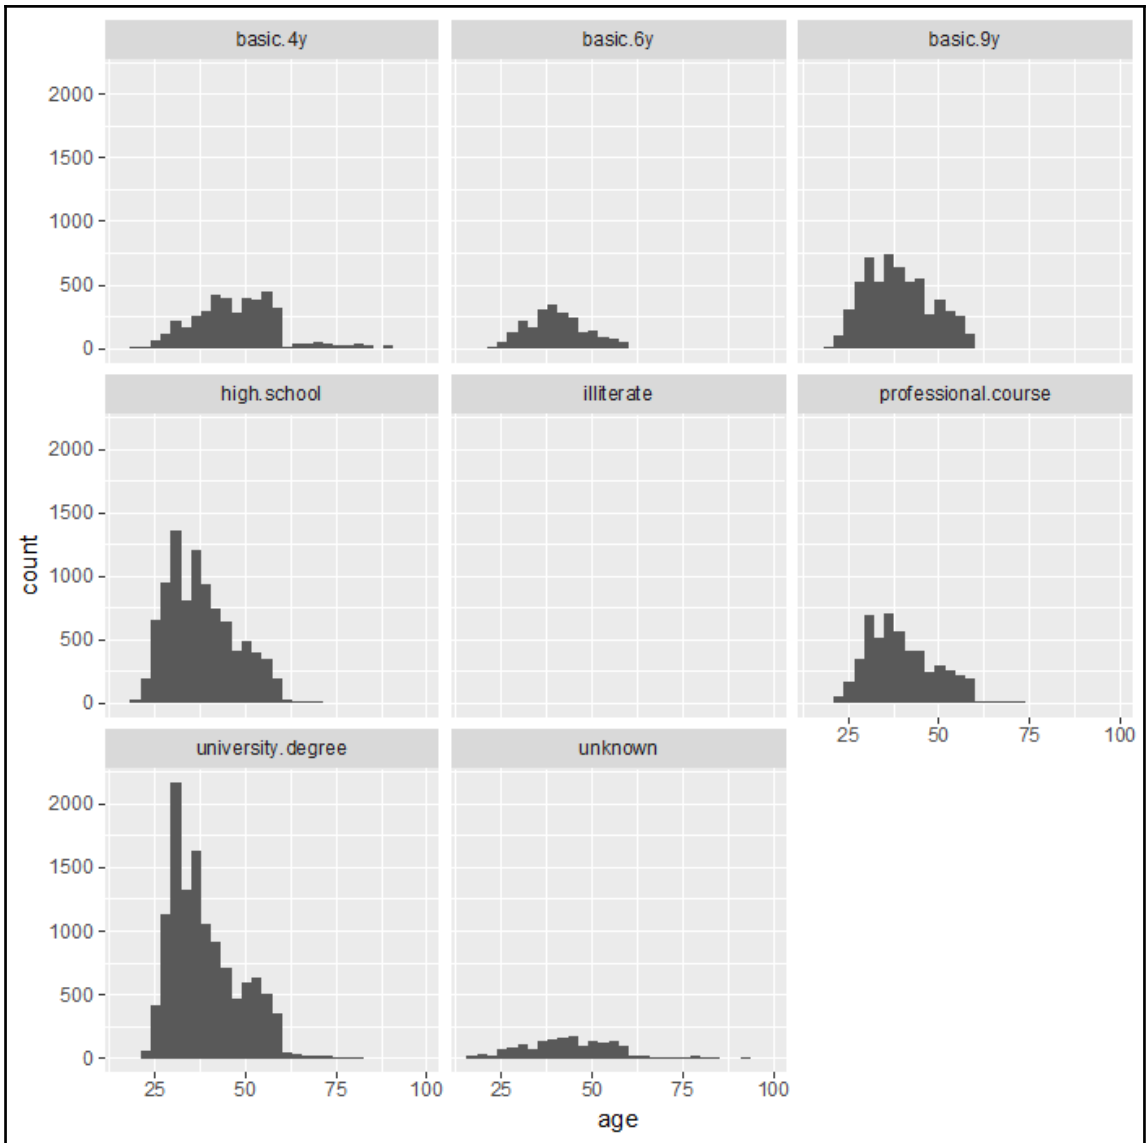 basic.4y basic.6y basic.9y
2000
1500
1000
500
0
high.school illiterate professional.course
2000
1500
1000
500
0
count
25 50 75 100
university.degree unknown
2000
1500
1000
500
0
25 50 75 100 25 50 75 100
age